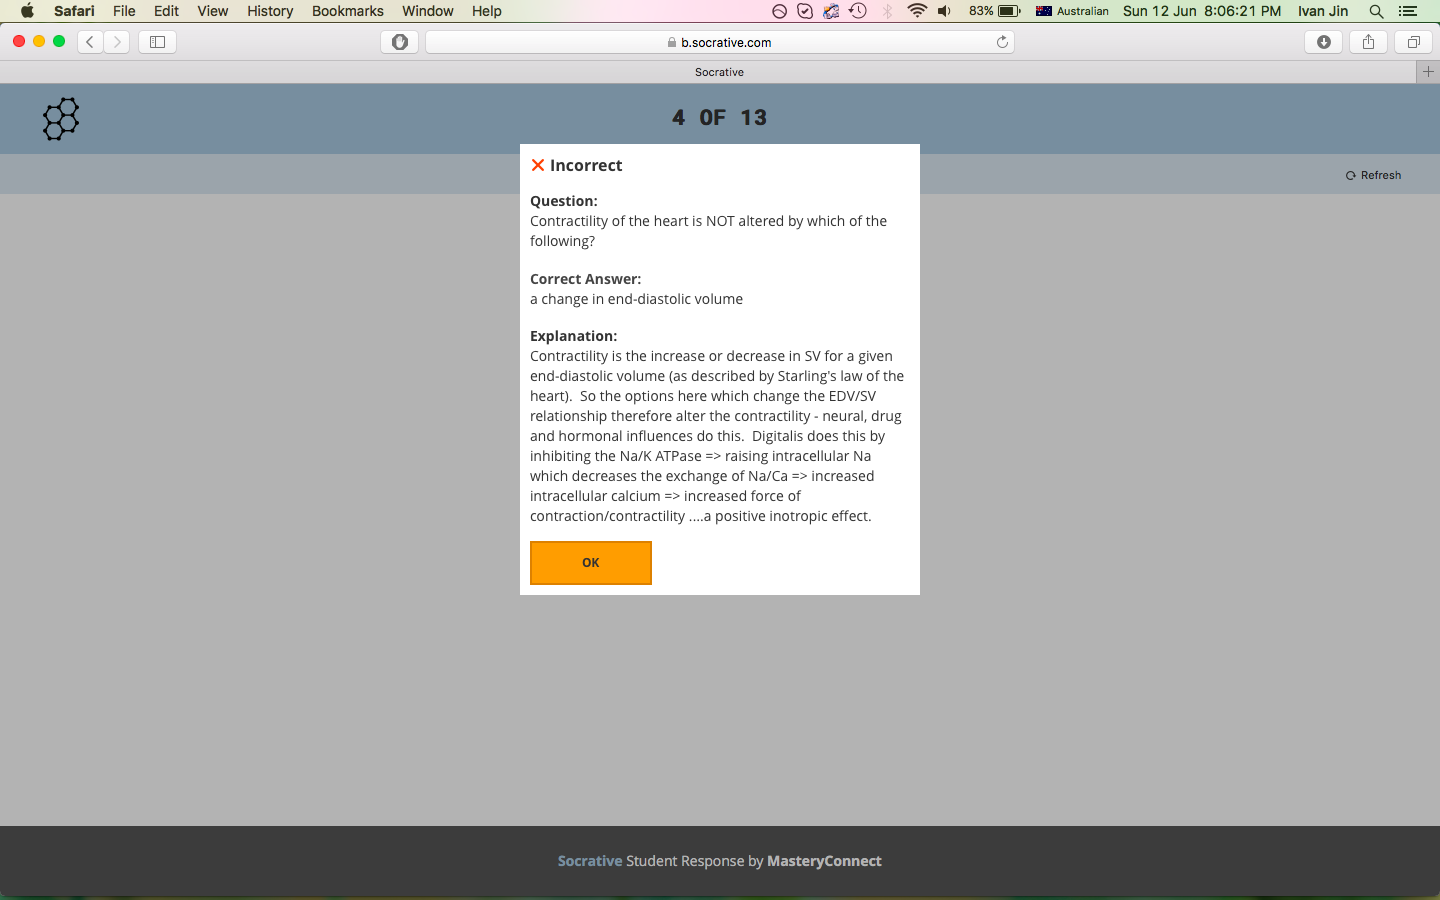 Safari File Edit View History Bookmarks Window Help 83% Australian Sun 12 Jun 8:06:21 PM Ivan Jin
b.socrative.com
Socrative
4 OF 13
Refresh
Incorrect
Question:
Contractility of the heart is NOT altered by which of the
following?
Correct Answer:
a change in end-diastolic volume
Explanation:
Contractility is the increase or decrease in SV for a given
end-diastolic volume (as described by Starling's law of the
heart).  So the options here which change the EDV/SV
relationship therefore alter the contractility - neural, drug
and hormonal influences do this.  Digitalis does this by
inhibiting the Na/K ATPase => raising intracellular Na
which decreases the exchange of Na/Ca => increased
intracellular calcium => increased force of
contraction/contractility ....a positive inotropic effect.
OK
Socrative Student Response by MasteryConnect